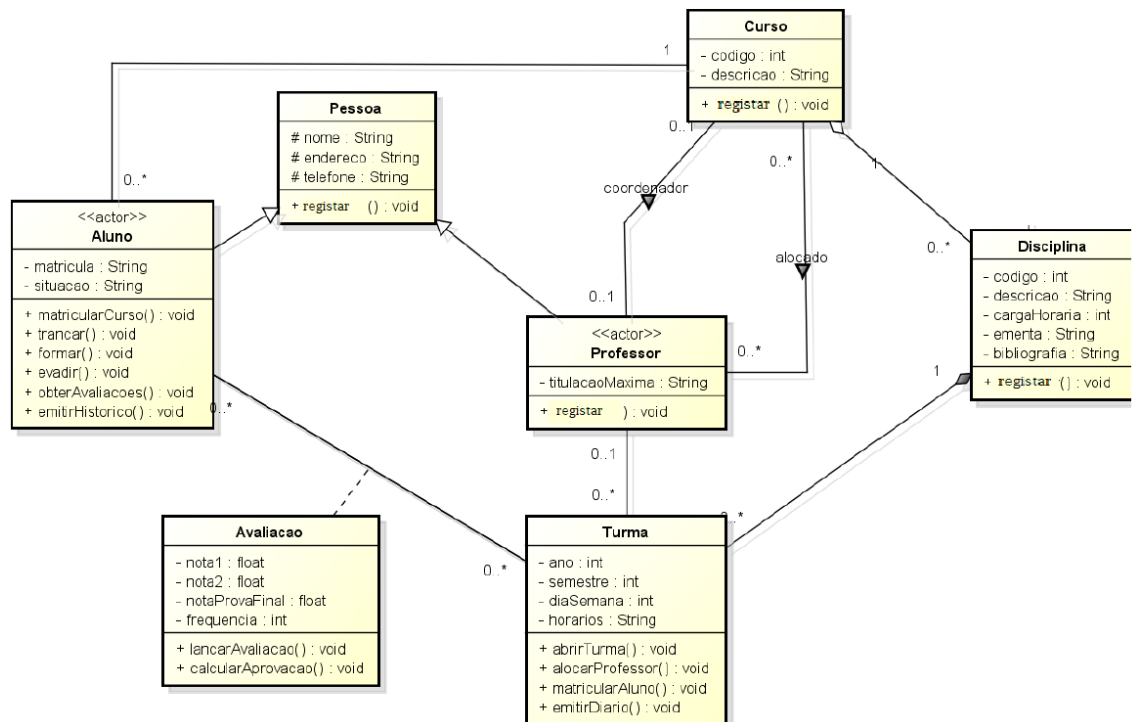 Curso
- codigo : int
- descricao : String
+ registar () : void
1
0..*
Pessoa
# nome : String
# endereco : String
# telefone : String
+ registar () : void
0..1
coordenador
0..1
0..*
alocado
0..*
1
0..*
<<actor>>
Aluno
- matricula : String
- situacao : String
+ matricularCurso() : void
+ trancar() : void
+ formar() : void
+ evadir() : void
+ obterAvaliacoes() : void
+ emitirHistorico() : void
Disciplina
- codigo : int
- descricao : String
- cargaHoraria : int
- ementa : String
- bibliografia : String
+ registar () : void
<<actor>>
Professor
- titulacaoMaxima : String
+ registar ) : void
1
0..*
0..1
0..*
0..*
Avaliacao
- nota1 : float
- nota2 : float
- notaProvaFinal : float
- frequencia : int
+ lancarAvaliacao() : void
+ calcularAprovacao() : void
0..*
Turma
- ano : int
- semestre : int
- diaSemana : int
- horarios : String
+ abrirTurma() : void
+ alocarProfessor() : void
+ matricularAluno() : void
+ emitirDiario() : void